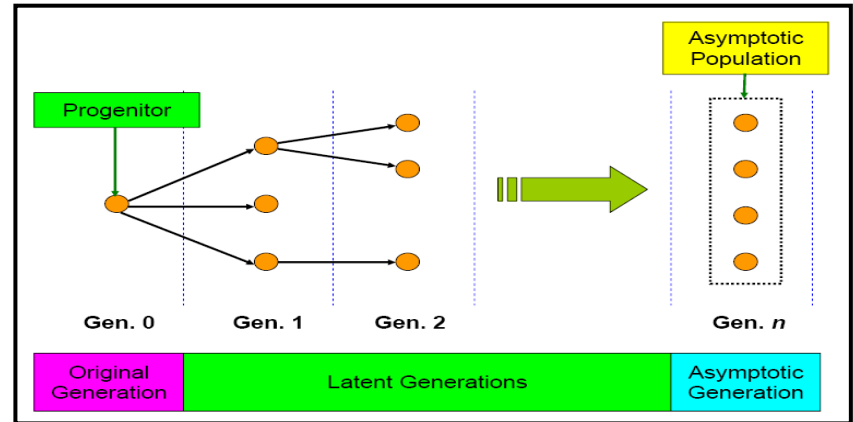 Asymptotic
Population
Progenitor
Gen. 0
Gen. 1
Gen. 2
Gen. n
Original
Generation
Latent Generations
Asymptotic
Generation